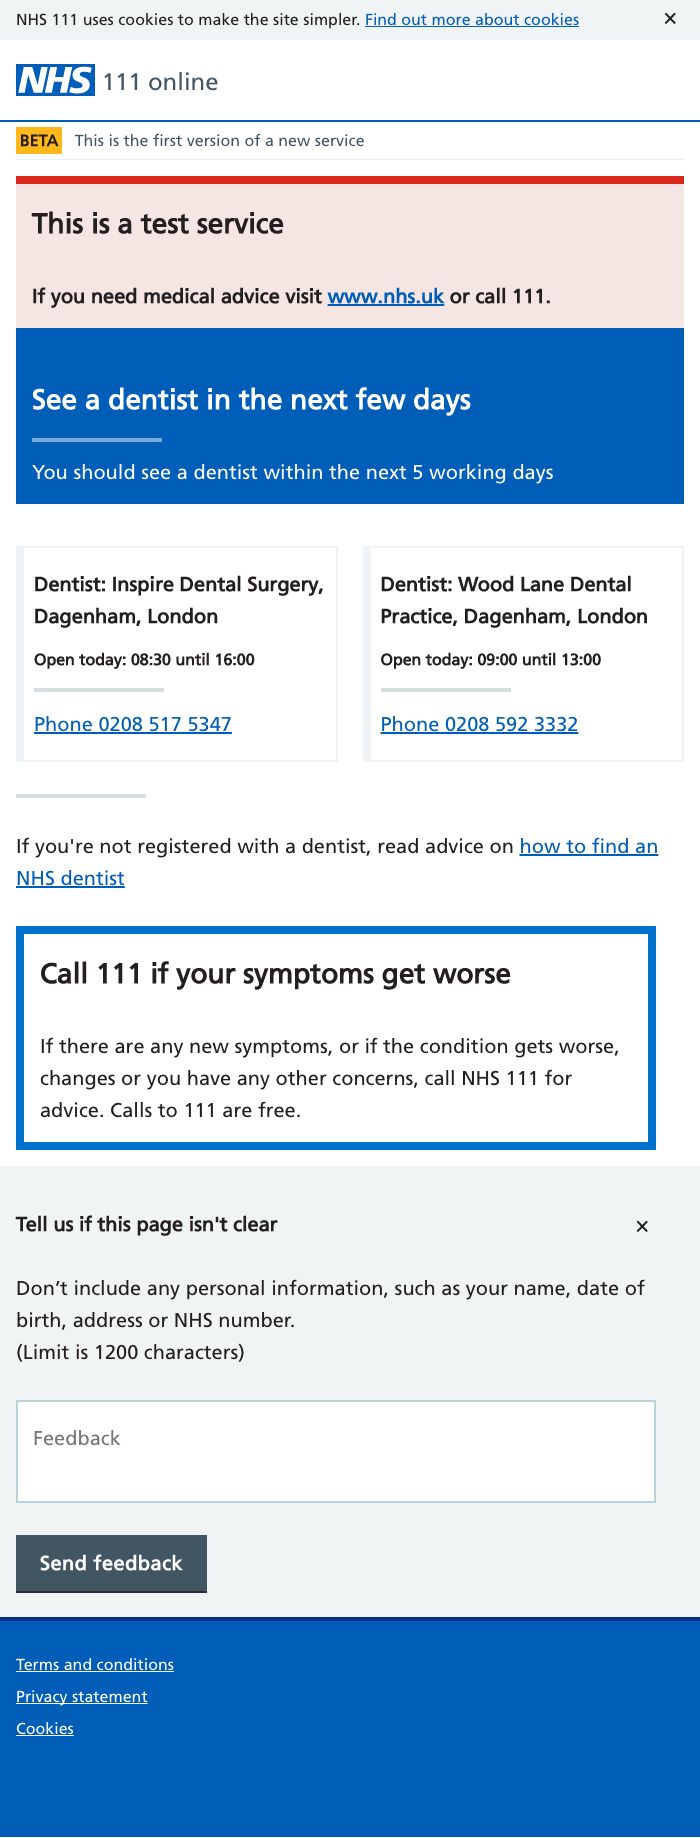 NHS 111 uses cookies to make the site simpler. Find out more about cookies ✕
NHS 111 online
BETA This is the first version of a new service
This is a test service
If you need medical advice visit www.nhs.uk or call 111.
See a dentist in the next few days
You should see a dentist within the next 5 working days
Dentist: Inspire Dental Surgery,
Dagenham, London
Open today: 08:30 until 16:00
Phone 0208 517 5347
Dentist: Wood Lane Dental
Practice, Dagenham, London
Open today: 09:00 until 13:00
Phone 0208 592 3332
If you're not registered with a dentist, read advice on how to find an
NHS dentist
Call 111 if your symptoms get worse
If there are any new symptoms, or if the condition gets worse,
changes or you have any other concerns, call NHS 111 for
advice. Calls to 111 are free.
Tell us if this page isn't clear ✕
Don’t include any personal information, such as your name, date of
birth, address or NHS number.
(Limit is 1200 characters)
Feedback
Send feedback
Terms and conditions
Privacy statement
Cookies